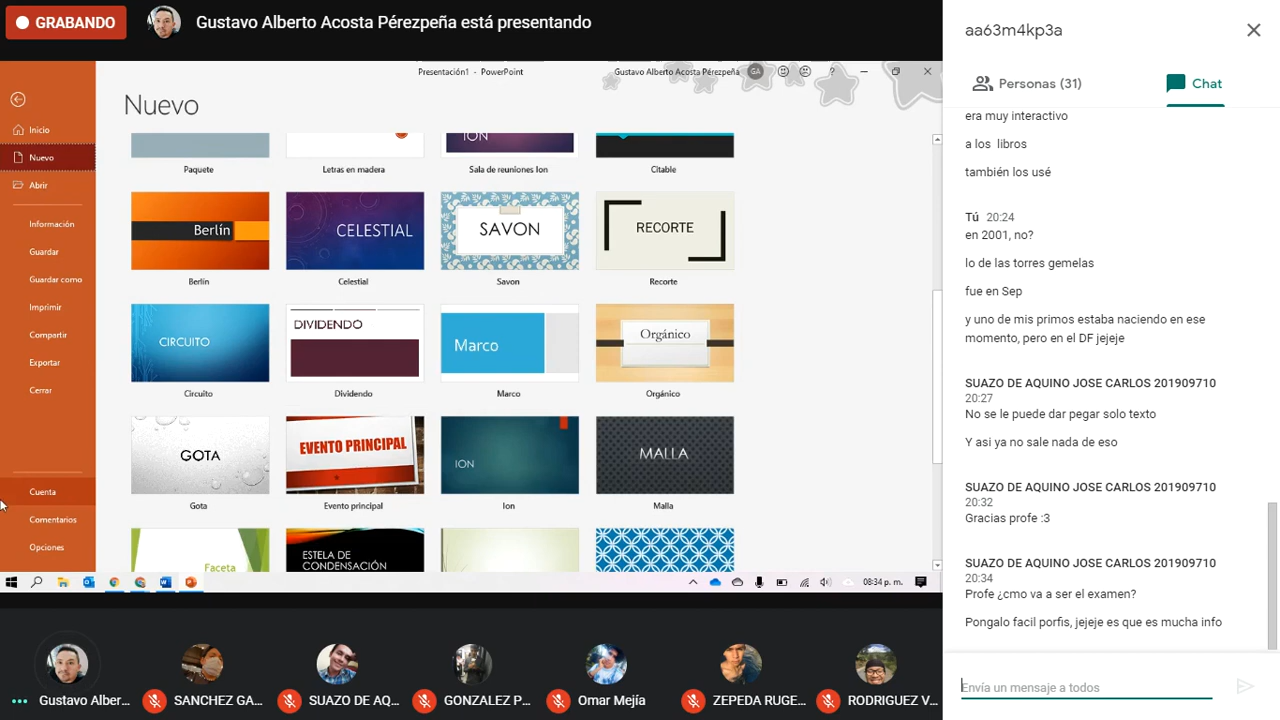 GRABANDO
Gustavo Alberto Acosta Pérezpeña está presentando
Presentación1 - PowerPoint
Gustavo Alberto Acosta Pérezpeña
GA
?
Nuevo
Inicio
Nuevo
Abrir
Información
Guardar
Guardar como
Imprimir
Compartir
Exportar
Cerrar
Cuenta
Comentarios
Opciones
ION
Paquete
Letras en madera
Sala de reuniones Ion
Citable
Berlín
CELESTIAL
SAVON
RECORTE
Berlín
Celestial
Savon
Recorte
CIRCUITO
DIVIDENDO
Marco
Orgánico
Circuito
Dividendo
Marco
Orgánico
GOTA
EVENTO PRINCIPAL
ION
MALLA
Gota
Evento principal
Ion
Malla
Faceta
ESTELA DE
CONDENSACIÓN
08:34 p. m.
Gustavo Alber...
SANCHEZ GA...
SUAZO DE AQ...
GONZALEZ P...
Omar Mejía
ZEPEDA RUGE...
RODRIGUEZ V...
aa63m4kp3a
Personas (31)
Chat
era muy interactivo
a los libros
también los usé
Tú 20:24
en 2001, no?
lo de las torres gemelas
fue en Sep
y uno de mis primos estaba naciendo en ese
momento, pero en el DF jejeje
SUAZO DE AQUINO JOSE CARLOS 201909710
20:27
No se le puede dar pegar solo texto
Y asi ya no sale nada de eso
SUAZO DE AQUINO JOSE CARLOS 201909710
20:32
Gracias profe :3
SUAZO DE AQUINO JOSE CARLOS 201909710
20:34
Profe ¿cmo va a ser el examen?
Pongalo facil porfis, jejeje es que es mucha info
Envía un mensaje a todos